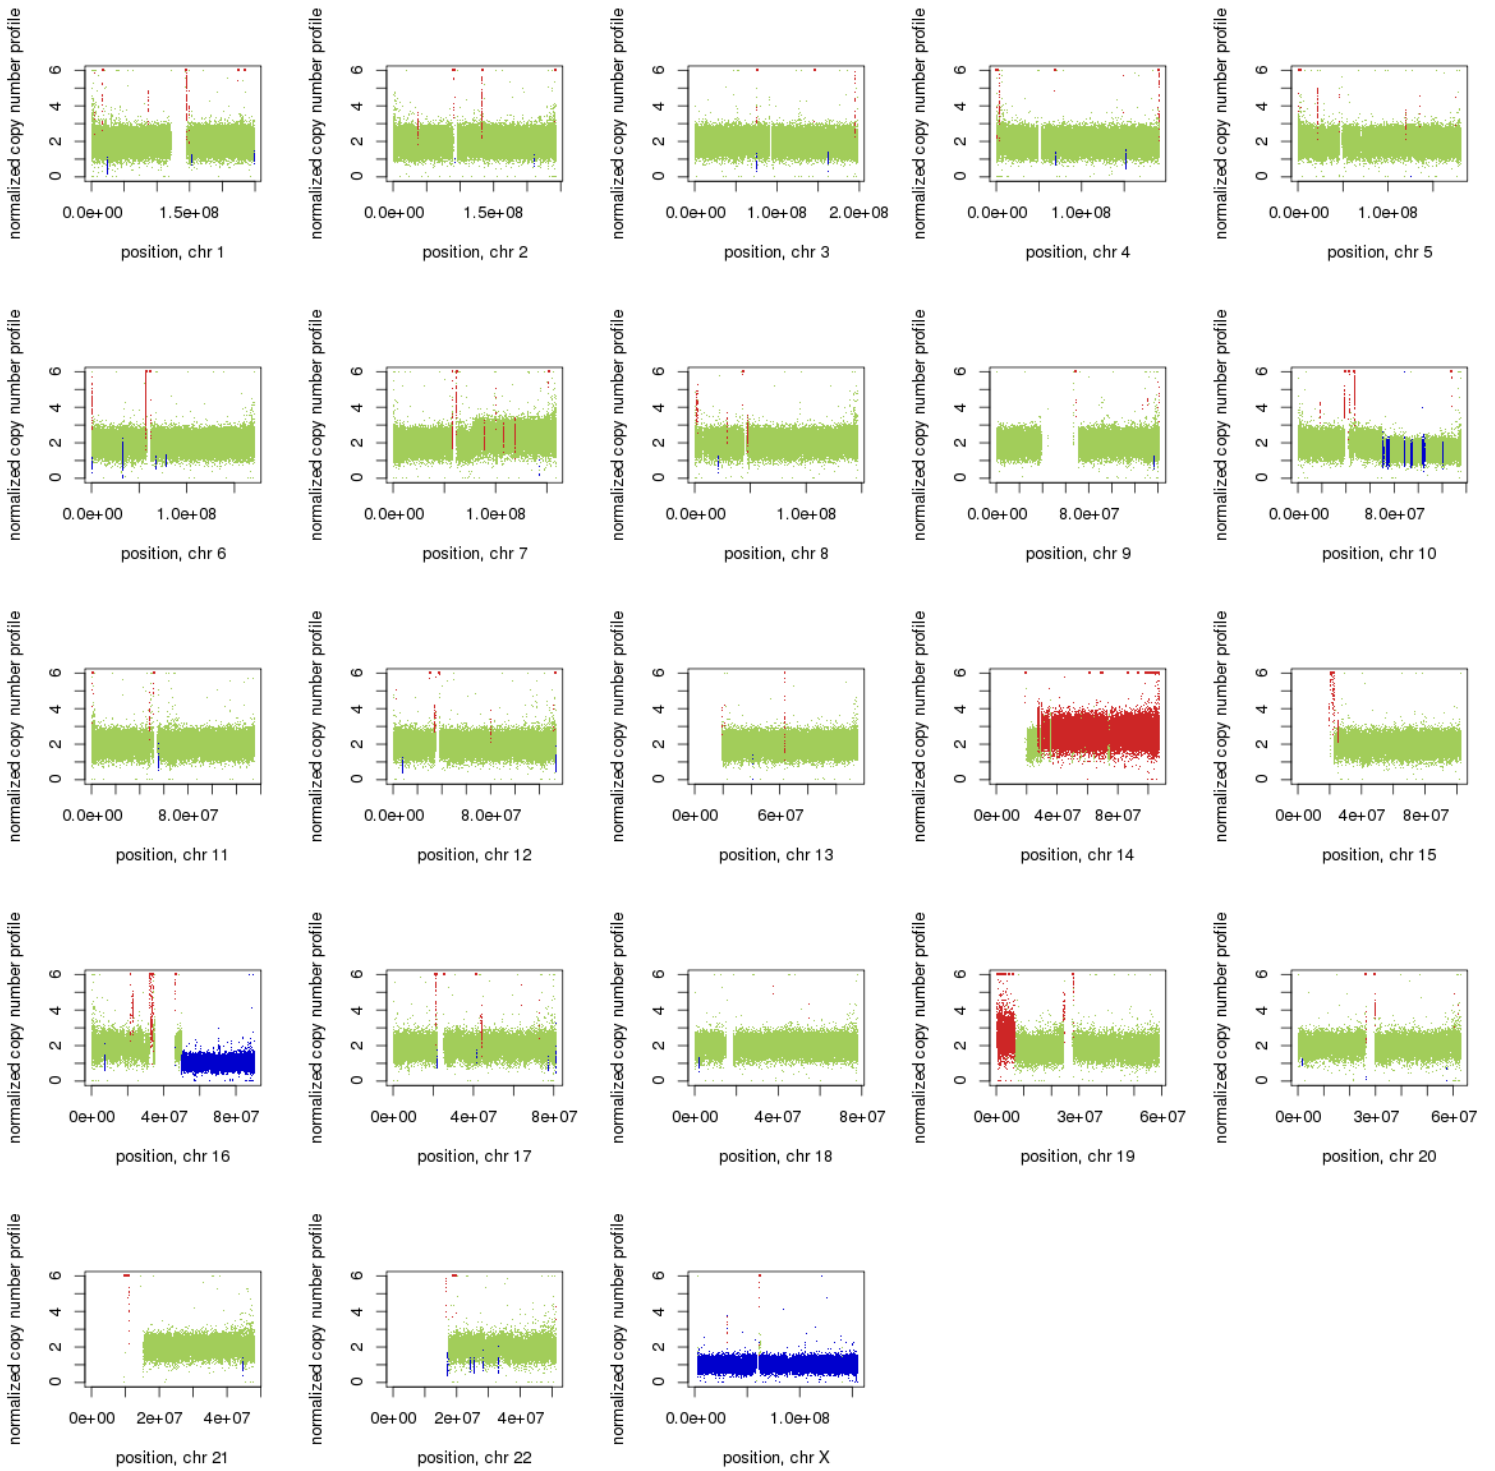 normalized copy number profile
0 2 4 6
0.0e+00 1.5e+08
position, chr 1
normalized copy number profile
0 2 4 6
0.0e+00 1.5e+08
position, chr 2
normalized copy number profile
0 2 4 6
0.0e+00 1.0e+08 2.0e+08
position, chr 3
normalized copy number profile
0 2 4 6
0.0e+00 1.0e+08
position, chr 4
normalized copy number profile
0 2 4 6
0.0e+00 1.0e+08
position, chr 5
normalized copy number profile
0 2 4 6
0.0e+00 1.0e+08
position, chr 6
normalized copy number profile
0 2 4 6
0.0e+00 1.0e+08
position, chr 7
normalized copy number profile
0 2 4 6
0.0e+00 1.0e+08
position, chr 8
normalized copy number profile
0 2 4 6
0.0e+00 8.0e+07
position, chr 9
normalized copy number profile
0 2 4 6
0.0e+00 8.0e+07
position, chr 10
normalized copy number profile
0 2 4 6
0.0e+00 8.0e+07
position, chr 11
normalized copy number profile
0 2 4 6
0.0e+00 8.0e+07
position, chr 12
normalized copy number profile
0 2 4 6
0e+00 6e+07
position, chr 13
normalized copy number profile
0 2 4 6
0e+00 4e+07 8e+07
position, chr 14
normalized copy number profile
0 2 4 6
0e+00 4e+07 8e+07
position, chr 15
normalized copy number profile
0 2 4 6
0e+00 4e+07 8e+07
position, chr 16
normalized copy number profile
0 2 4 6
0e+00 4e+07 8e+07
position, chr 17
normalized copy number profile
0 2 4 6
0e+00 4e+07 8e+07
position, chr 18
normalized copy number profile
0 2 4 6
0e+00 3e+07 6e+07
position, chr 19
normalized copy number profile
0 2 4 6
0e+00 3e+07 6e+07
position, chr 20
normalized copy number profile
0 2 4 6
0e+00 2e+07 4e+07
position, chr 21
normalized copy number profile
0 2 4 6
0e+00 2e+07 4e+07
position, chr 22
normalized copy number profile
0 2 4 6
0.0e+00 1.0e+08
position, chr X